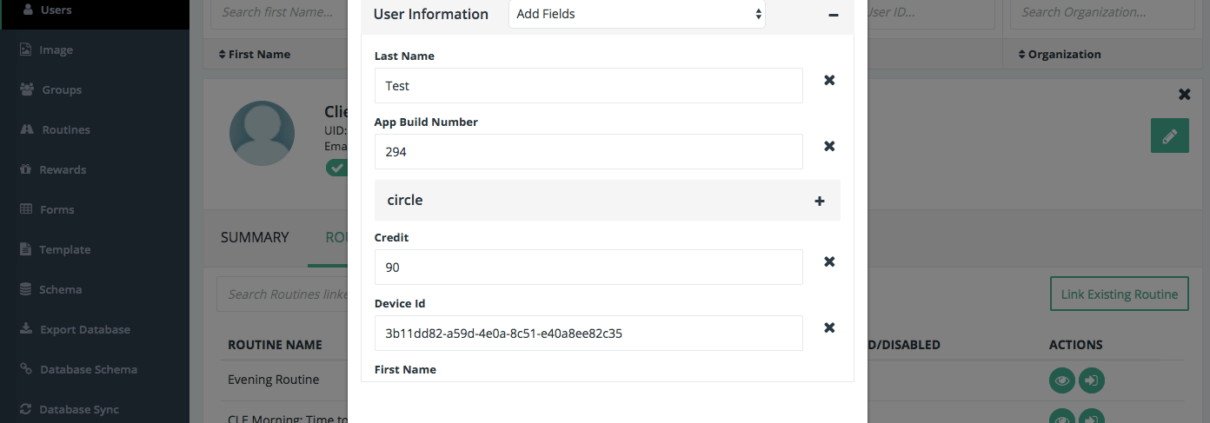 Users
Image
Groups
Routines
Rewards
Forms
Template
Schema
Export Database
Database Schema
Database Sync
Search first Name...
User ID...
Search Organization...
First Name
Organization
Clie
UID:
Ema
SUMMARY
ROU
Search Routines linke
Link Existing Routine
ROUTINE NAME
D/DISABLED
ACTIONS
Evening Routine
CLE Morning: Time to
User Information
Add Fields
Last Name
Test
App Build Number
294
circle
Credit
90
Device Id
3b11dd82-a59d-4e0a-8c51-e40a8ee82c35
First Name